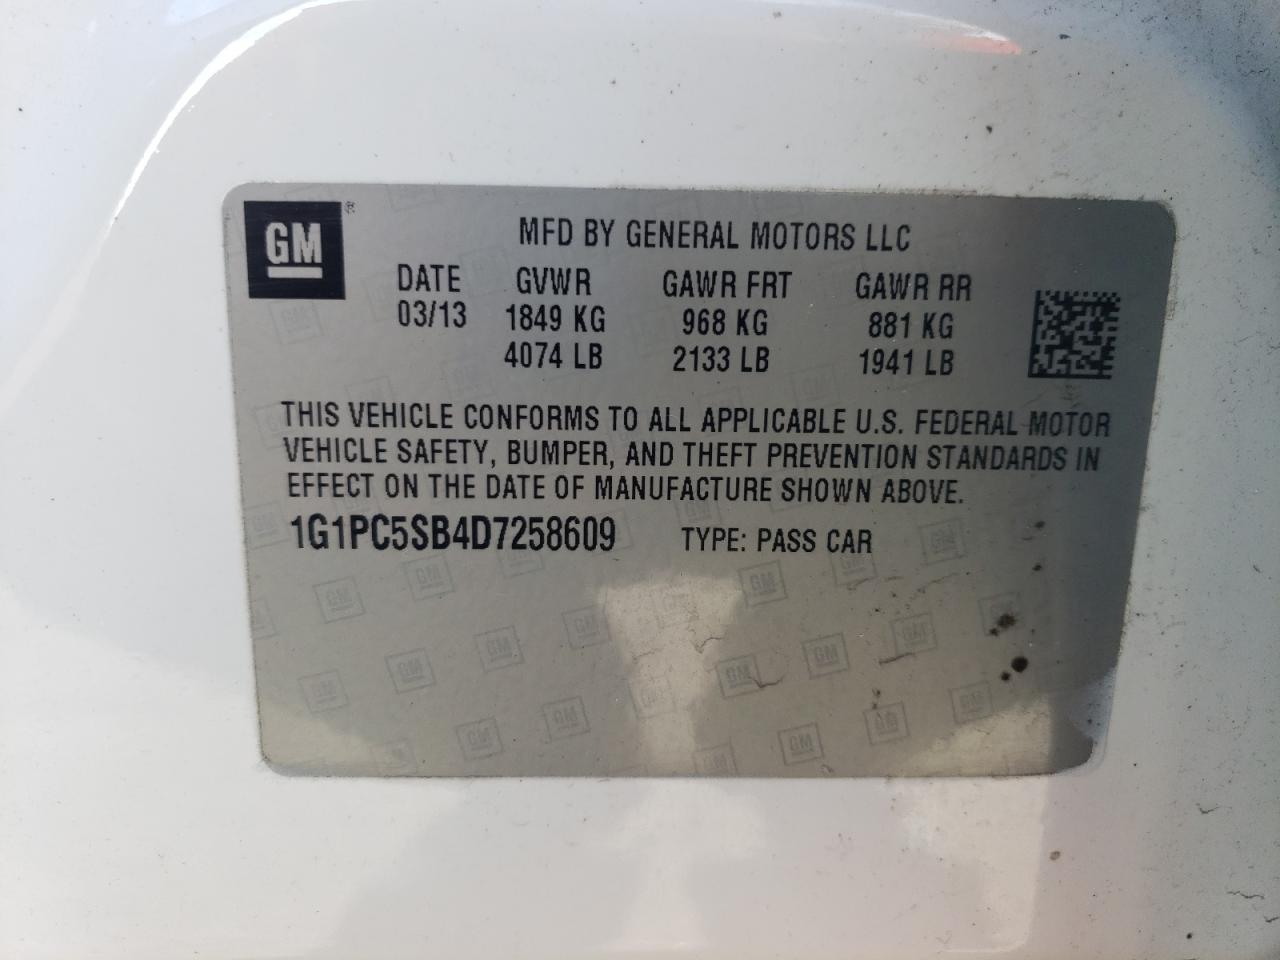 GM®
MFD BY GENERAL MOTORS LLC
DATE GVWR GAWR FRT GAWR RR
03/13 1849 KG 968 KG 881 KG
4074 LB 2133 LB 1941 LB
THIS VEHICLE CONFORMS TO ALL APPLICABLE U.S. FEDERAL MOTOR
VEHICLE SAFETY, BUMPER, AND THEFT PREVENTION STANDARDS IN
EFFECT ON THE DATE OF MANUFACTURE SHOWN ABOVE.
1G1PC5SB4D7258609 TYPE: PASS CAR